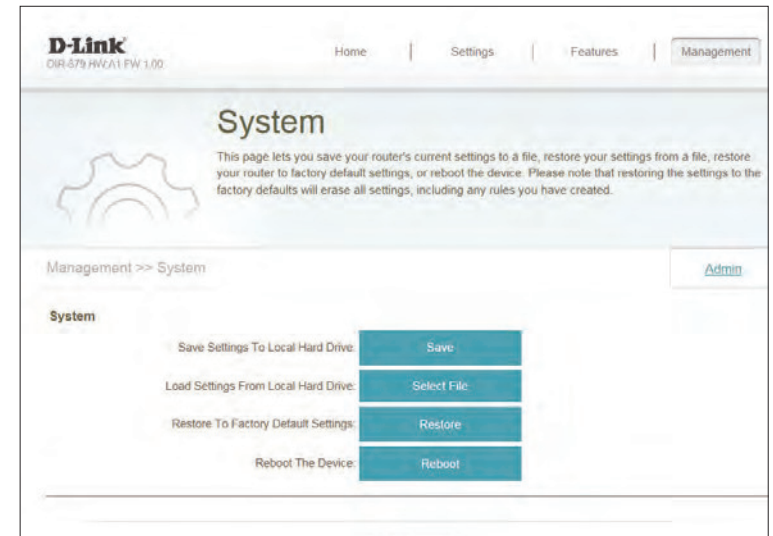 D-Link
DIR-879 HW:A1 FW:1.00
Home | Settings | Features | Management
System
This page lets you save your router's current settings to a file, restore your settings from a file, restore
your router to factory default settings, or reboot the device. Please note that restoring the settings to the
factory defaults will erase all settings, including any rules you have created.
Management >> System
Admin
System
Save Settings To Local Hard Drive: Save
Load Settings From Local Hard Drive: Select File
Restore To Factory Default Settings: Restore
Reboot The Device: Reboot